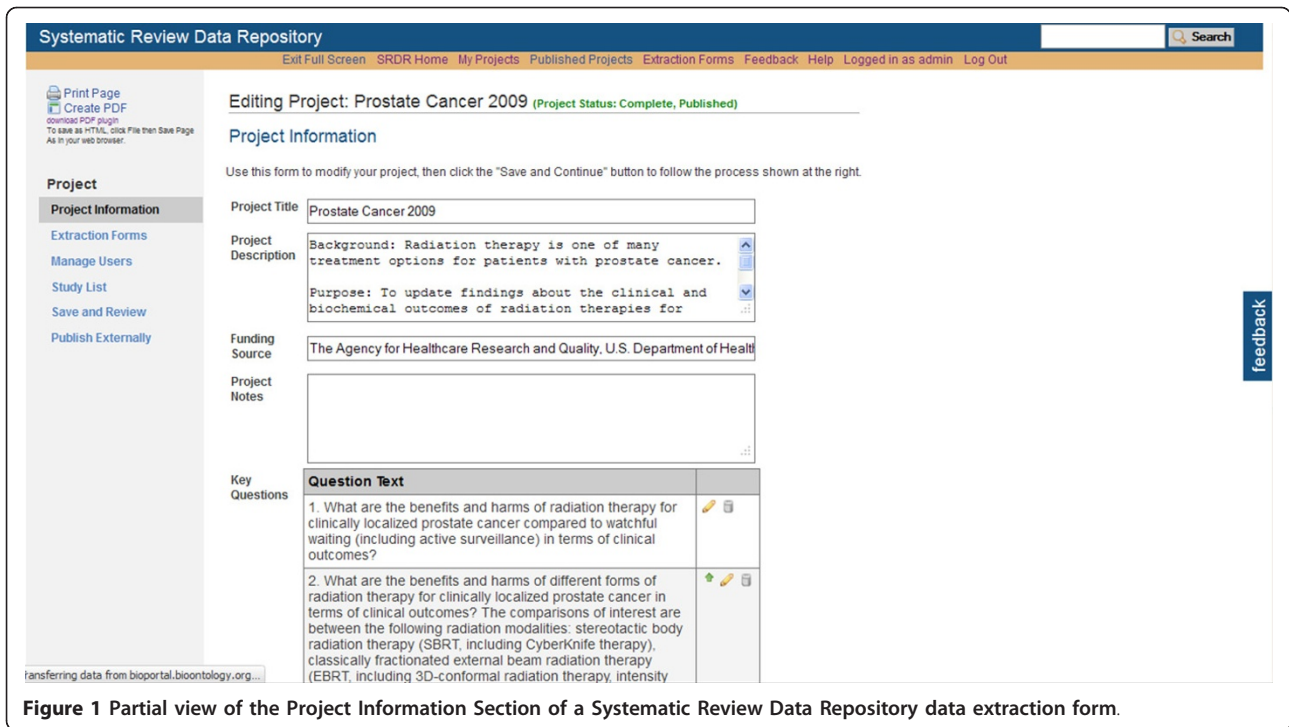 Systematic Review Data Repository
Search
Exit Full Screen SRDR Home My Projects Published Projects Extraction Forms Feedback Help Logged in as admin Log Out
Print Page
Create PDF
download PDF plugin
To save as HTML, click File then Save Page
As in your web browser.
Project
Project Information
Extraction Forms
Manage Users
Study List
Save and Review
Publish Externally
Editing Project: Prostate Cancer 2009 (Project Status: Complete, Published)
Project Information
Use this form to modify your project, then click the "Save and Continue" button to follow the process shown at the right.
Project Title
Prostate Cancer 2009
Project
Description
Background: Radiation therapy is one of many
treatment options for patients with prostate cancer.
Purpose: To update findings about the clinical and
biochemical outcomes of radiation therapies for
Funding
Source
The Agency for Healthcare Research and Quality, U.S. Department of Healt
Project
Notes
Key
Questions
Question Text
1. What are the benefits and harms of radiation therapy for
clinically localized prostate cancer compared to watchful
waiting (including active surveillance) in terms of clinical
outcomes?
2. What are the benefits and harms of different forms of
radiation therapy for clinically localized prostate cancer in
terms of clinical outcomes? The comparisons of interest are
between the following radiation modalities: stereotactic body
radiation therapy (SBRT, including CyberKnife therapy),
classically fractionated external beam radiation therapy
(EBRT, including 3D-conformal radiation therapy, intensity
feedback
ransferring data from bioportal.bioontology.org...
Figure 1 Partial view of the Project Information Section of a Systematic Review Data Repository data extraction form.